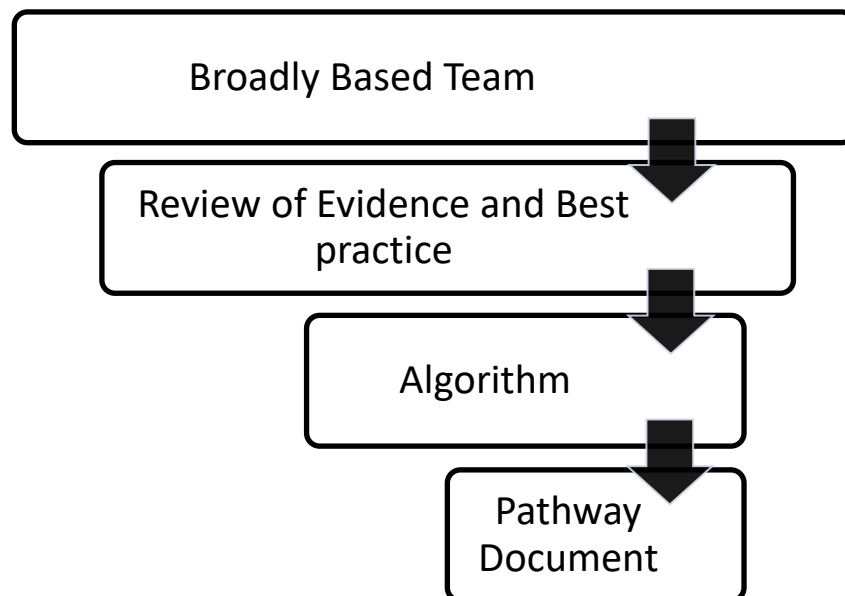 Broadly Based Team
Review of Evidence and Best
practice
Algorithm
Pathway
Document